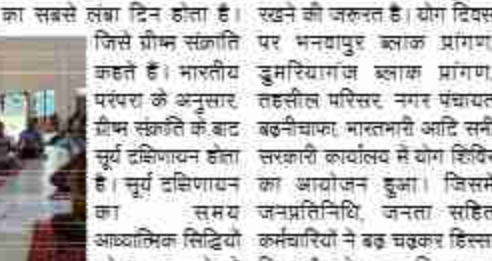 का सबसे लंबा दिन होता है।
जिसे ग्रीष्म संक्रांति
कहते हैं। भारतीय
परंपरा के अनुसार,
ग्रीष्म संक्रांति के बाद
सूर्य दक्षिणायन होता
है। सूर्य दक्षिणायन
का समय
आध्यात्मिक सिद्धियों
रखने की जरुरत है। योग दिवस
पर भनवापुर ब्लाक प्रांगण,
डुमरियागंज ब्लाक प्रांगण,
तहसील परिसर, नगर पंचायत
बढ़नीचाफा, भारतभारी आदि सभी
सरकारी कार्यालय में योग शिविर
का आयोजन हुआ। जिसमें
जनप्रतिनिधि, जनता सहित
कर्मचारियों ने बढ़ चढ़कर हिस्सा